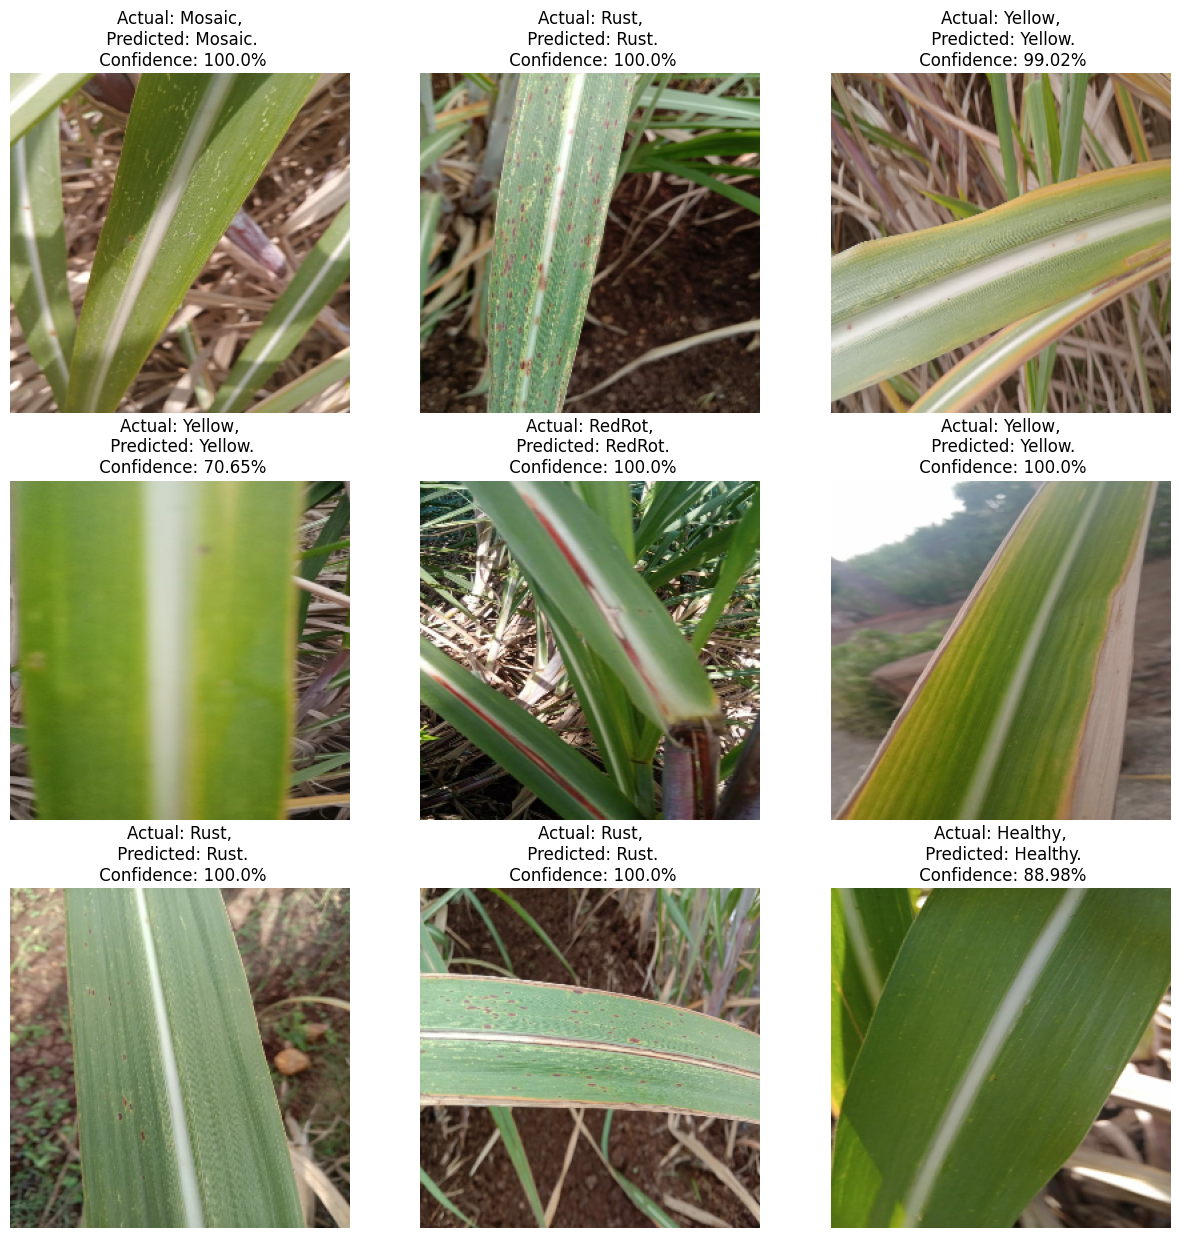 Actual: Mosaic,
Predicted: Mosaic.
Confidence: 100.0%
Actual: Rust,
Predicted: Rust.
Confidence: 100.0%
Actual: Yellow,
Predicted: Yellow.
Confidence: 99.02%
Actual: Yellow,
Predicted: Yellow.
Confidence: 70.65%
Actual: RedRot,
Predicted: RedRot.
Confidence: 100.0%
Actual: Yellow,
Predicted: Yellow.
Confidence: 100.0%
Actual: Rust,
Predicted: Rust.
Confidence: 100.0%
Actual: Rust,
Predicted: Rust.
Confidence: 100.0%
Actual: Healthy,
Predicted: Healthy.
Confidence: 88.98%